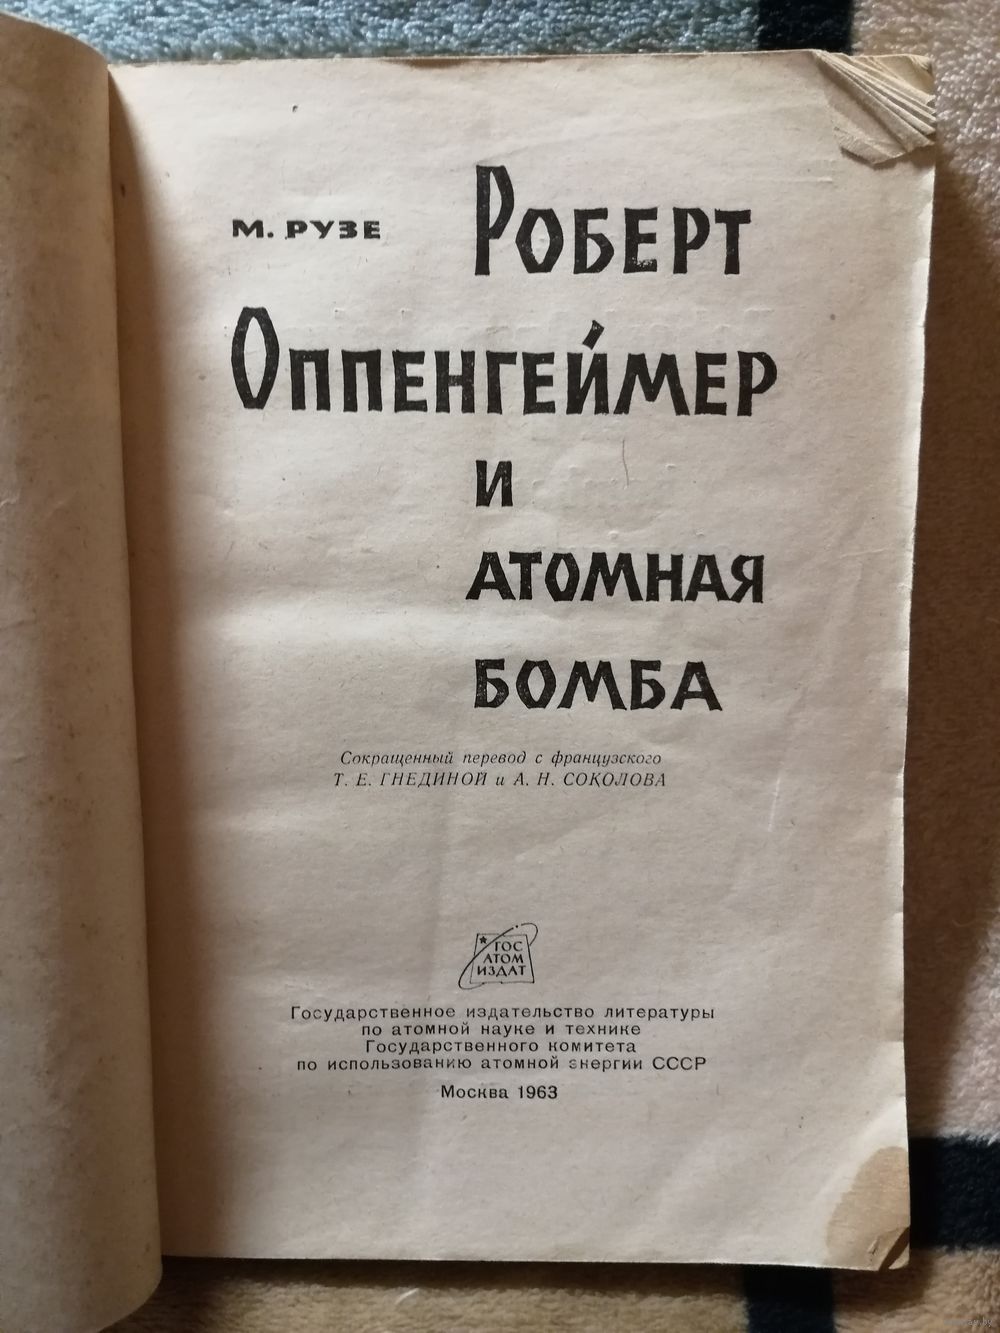 М. РУЗЕ
РОБЕРТ
ОППЕНГЕЙМЕР
И
АТОМНАЯ
БОМБА
Сокращенный перевод с французского
Т. Е. ГНЕДИНОЙ и А. Н. СОКОЛОВА
ГОС
АТОМ
ИЗДАТ
Государственное издательство литературы
по атомной науке и технике
Государственного комитета
по использованию атомной энергии СССР
Москва 1963